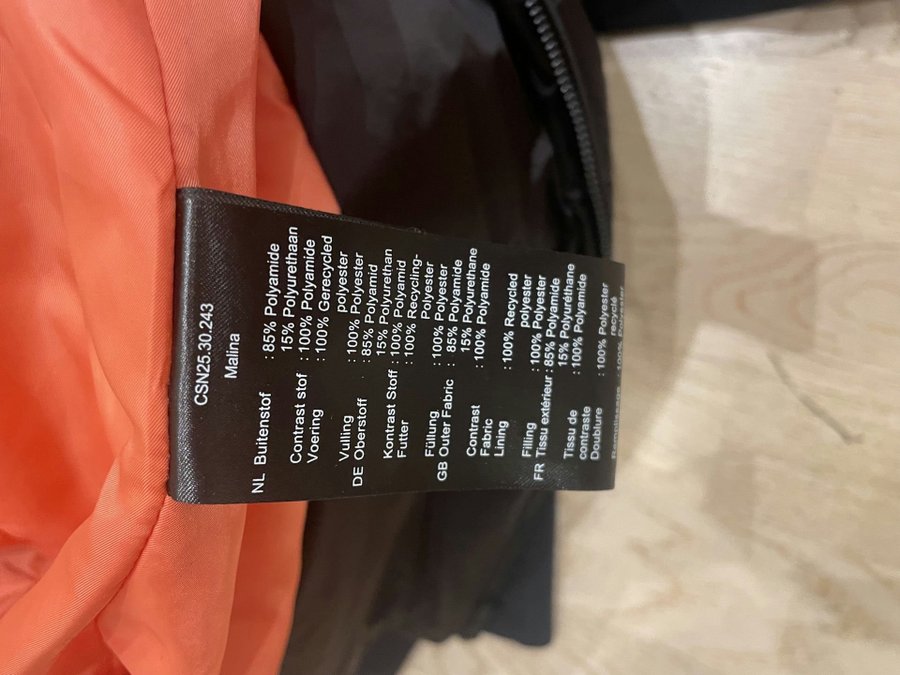 CSN25.30.243
Malina
NL Buitenstof : 85% Polyamide
15% Polyurethaan
Contrast stof : 100% Polyamide
Voering : 100% Gerecycled
polyester
Vulling : 100% Polyester
DE Oberstoff : 85% Polyamid
15% Polyurethan
Kontrast Stoff : 100% Polyamid
Futter : 100% Recycling-
Polyester
Füllung : 100% Polyester
GB Outer Fabric : 85% Polyamide
15% Polyurethane
Contrast : 100% Polyamide
Fabric
Lining : 100% Recycled
polyester
Filling : 100% Polyester
FR Tissu extérieur : 85% Polyamide
15% Polyuréthane
Tissu de : 100% Polyamide
contraste
Doublure : 100% Polyester
recyclé
: 100% Polyester